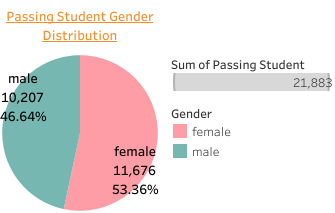 Passing Student Gender
Distribution
male
10,207
46.64%
female
11,676
53.36%
Sum of Passing Student
21,883
Gender
female
male